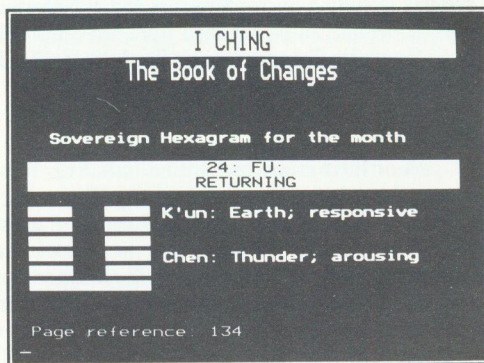 I CHING
The Book of Changes
Sovereign Hexagram for the month
24: FU:
RETURNING
K'un: Earth; responsive
Chen: Thunder; arousing
Page reference: 134